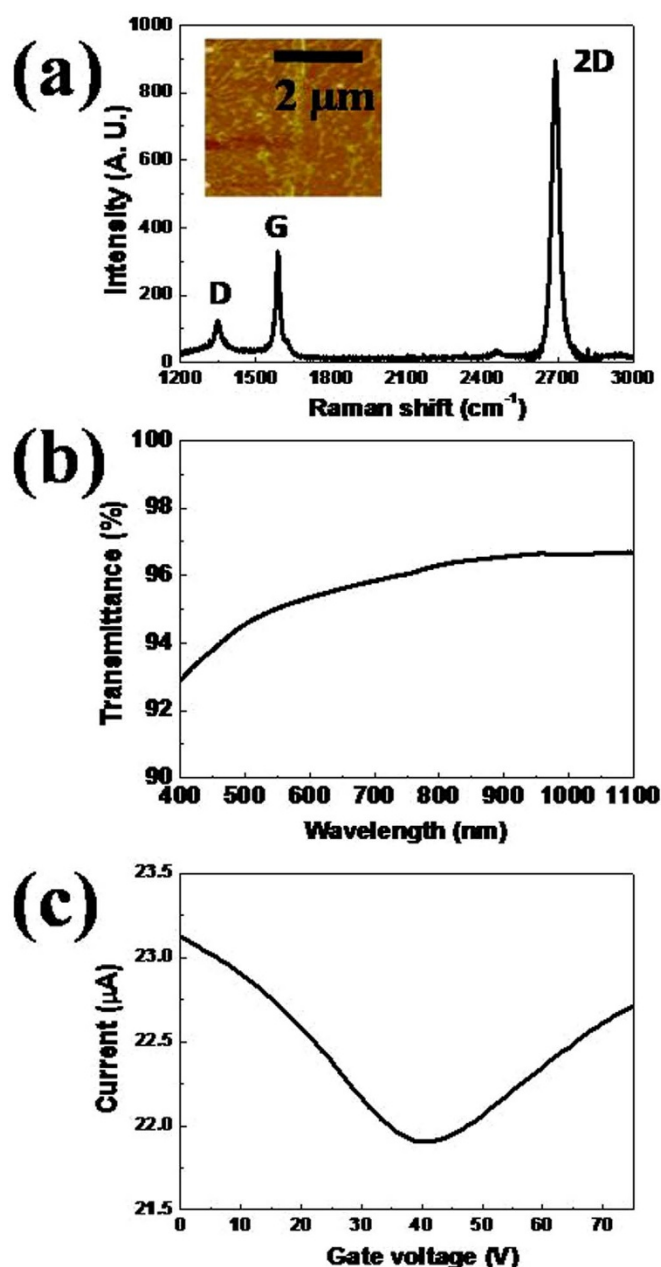 (a)
1000
800
600
400
200
0
Intensity (A. U.)
2 μm
D
G
2D
1200 1500 1800 2100 2400 2700 3000
Raman shift (cm⁻¹)
(b)
100
98
96
94
92
90
Transmittance (%)
400 500 600 700 800 900 1000 1100
Wavelength (nm)
(c)
23.5
23.0
22.5
22.0
21.5
Current (μA)
0 10 20 30 40 50 60 70
Gate voltage (V)